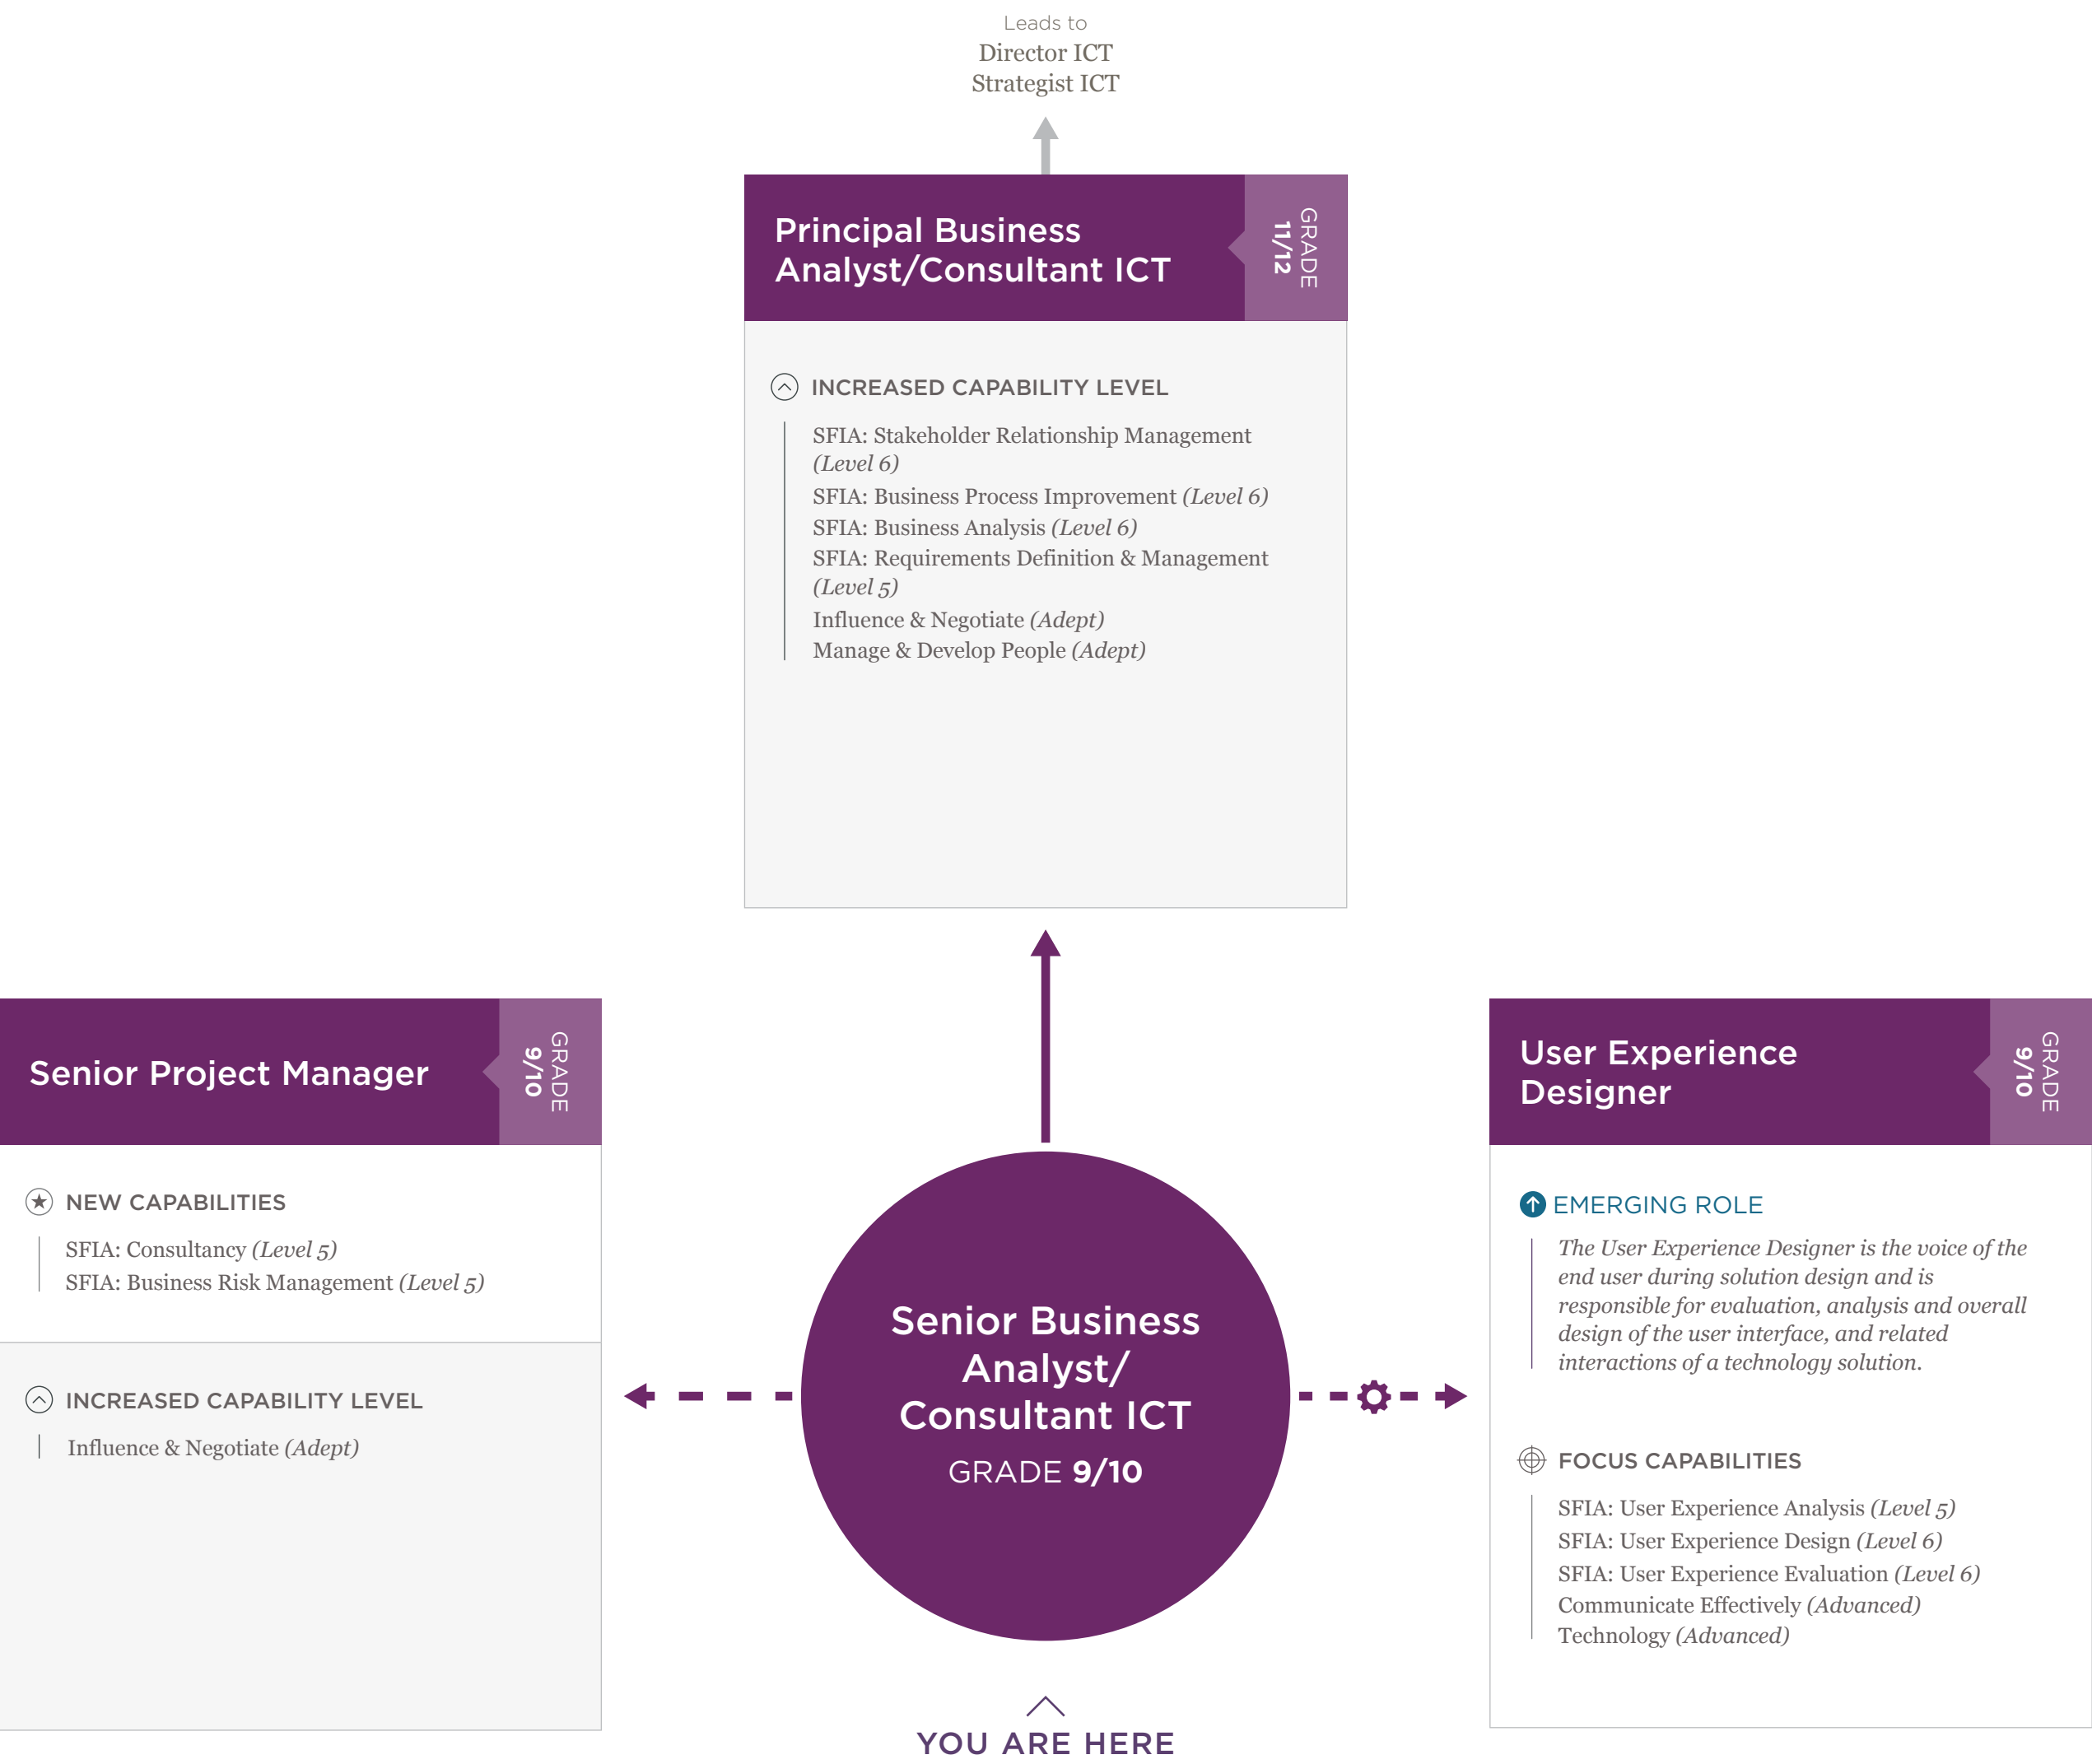 Leads to
Director ICT
Strategist ICT
Principal Business
Analyst/Consultant ICT
GRADE
11/12
INCREASED CAPABILITY LEVEL
SFIA: Stakeholder Relationship Management
(Level 6)
SFIA: Business Process Improvement (Level 6)
SFIA: Business Analysis (Level 6)
SFIA: Requirements Definition & Management
(Level 5)
Influence & Negotiate (Adept)
Manage & Develop People (Adept)
Senior Project Manager
GRADE
9/10
NEW CAPABILITIES
SFIA: Consultancy (Level 5)
SFIA: Business Risk Management (Level 5)
INCREASED CAPABILITY LEVEL
Influence & Negotiate (Adept)
Senior Business
Analyst/
Consultant ICT
GRADE 9/10
YOU ARE HERE
User Experience
Designer
GRADE
9/10
EMERGING ROLE
The User Experience Designer is the voice of the
end user during solution design and is
responsible for evaluation, analysis and overall
design of the user interface, and related
interactions of a technology solution.
FOCUS CAPABILITIES
SFIA: User Experience Analysis (Level 5)
SFIA: User Experience Design (Level 6)
SFIA: User Experience Evaluation (Level 6)
Communicate Effectively (Advanced)
Technology (Advanced)